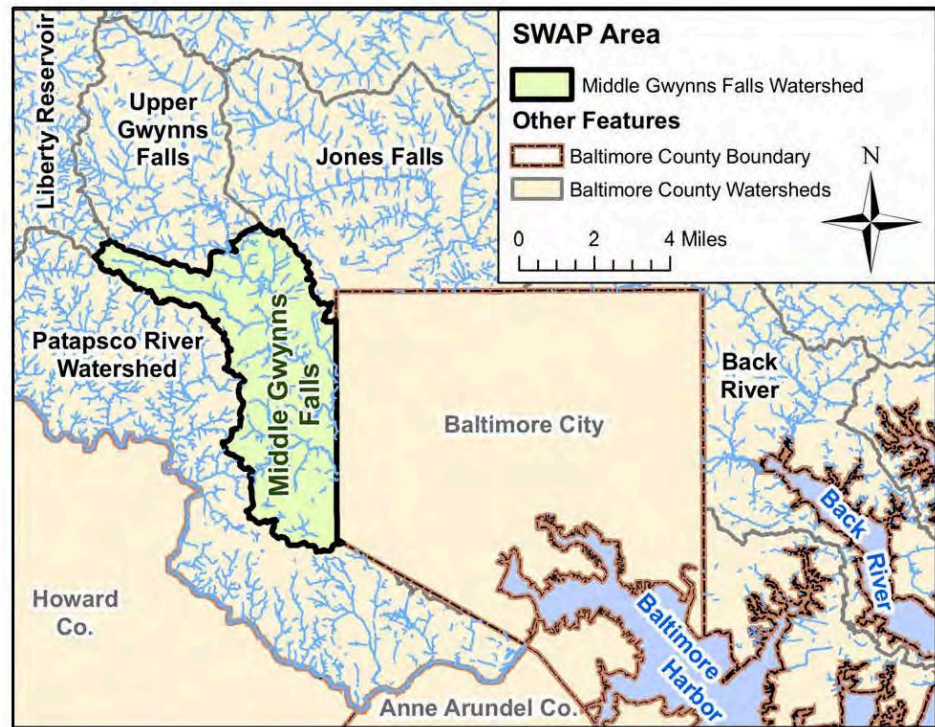 SWAP Area
Middle Gwynns Falls Watershed
Other Features
Baltimore County Boundary
Baltimore County Watersheds
N
0 2 4 Miles
Liberty Reservoir
Upper
Gwynns
Falls
Jones Falls
Patapsco River
Watershed
Middle Gwynns
Falls
Baltimore City
Back
River
Back
River
Howard
Co.
Baltimore
Harbor
Anne Arundel Co.